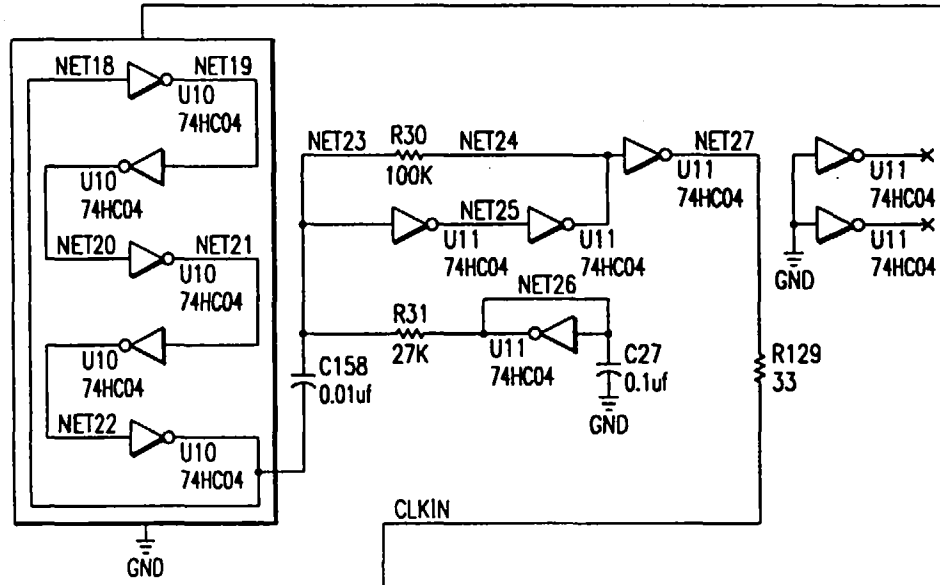 NET18
NET19
U10
74HC04
U10
74HC04
NET20
NET21
U10
74HC04
U10
74HC04
NET22
U10
74HC04
GND
NET23
R30
100K
NET24
U11
74HC04
NET27
NET25
U11
74HC04
U11
74HC04
NET26
R31
27K
U11
74HC04
C27
0.1uf
GND
C158
0.01uf
U11
74HC04
U11
74HC04
GND
R129
33
CLKIN